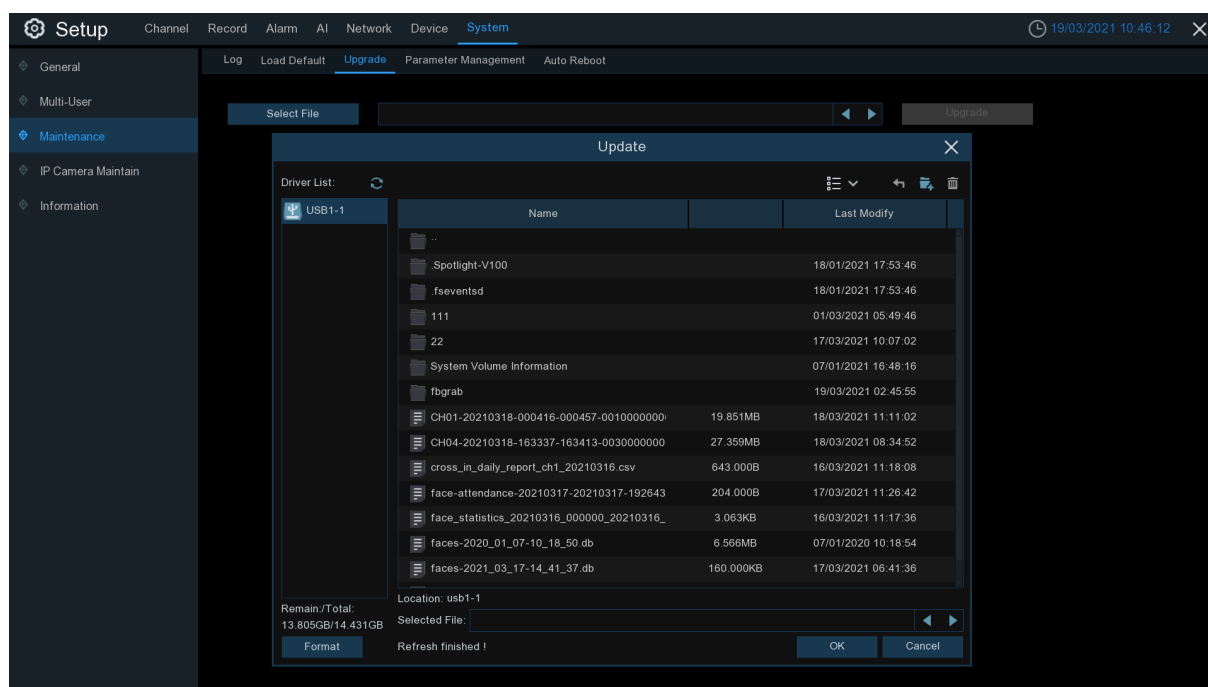 Setup Channel Record Alarm AI Network Device System 19/03/2021 10:46:12
General
Multi-User
Maintenance
IP Camera Maintain
Information
Log Load Default Upgrade Parameter Management Auto Reboot
Select File Upgrade
Update
Driver List:
USB1-1
Name Last Modify
..
.Spotlight-V100 18/01/2021 17:53:46
.fseventsd 18/01/2021 17:53:46
111 01/03/2021 05:49:46
22 17/03/2021 10:07:02
System Volume Information 07/01/2021 16:48:16
fbgrab 19/03/2021 02:45:55
CH01-20210318-000416-000457-0010000000 19.851MB 18/03/2021 11:11:02
CH04-20210318-163337-163413-0030000000 27.359MB 18/03/2021 08:34:52
cross_in_daily_report_ch1_20210316.csv 643.000B 16/03/2021 11:18:08
face-attendance-20210317-20210317-192643 204.000B 17/03/2021 11:26:42
face_statistics_20210316_000000_20210316_ 3.063KB 16/03/2021 11:17:36
faces-2020_01_07-10_18_50.db 6.566MB 07/01/2020 10:18:54
faces-2021_03_17-14_41_37.db 160.000KB 17/03/2021 06:41:36
Location: usb1-1
Remain:/Total:
13.805GB/14.431GB
Selected File:
Format
Refresh finished !
OK Cancel